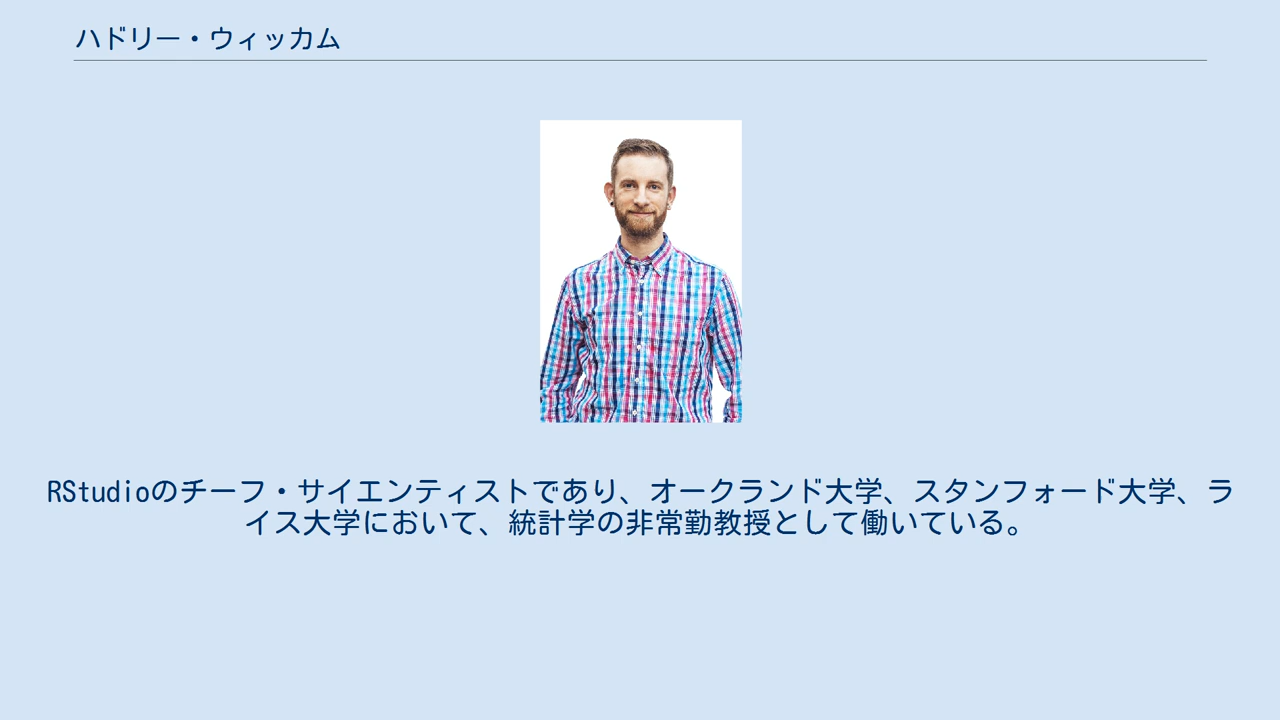 ハドリー・ウィッカム
RStudioのチーフ・サイエンティストであり、オークランド大学、スタンフォード大学、ラ
イス大学において、統計学の非常勤教授として働いている。